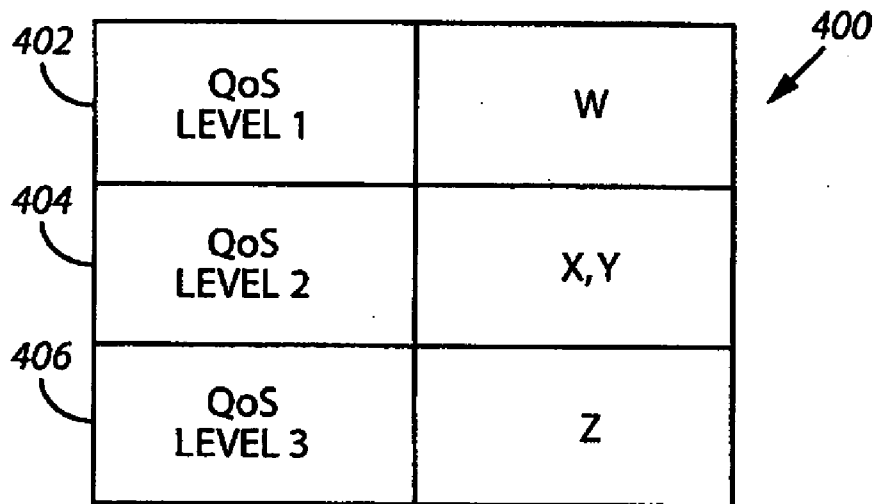 402
400
QoS
LEVEL 1
W
404
QoS
LEVEL 2
X, Y
406
QoS
LEVEL 3
Z